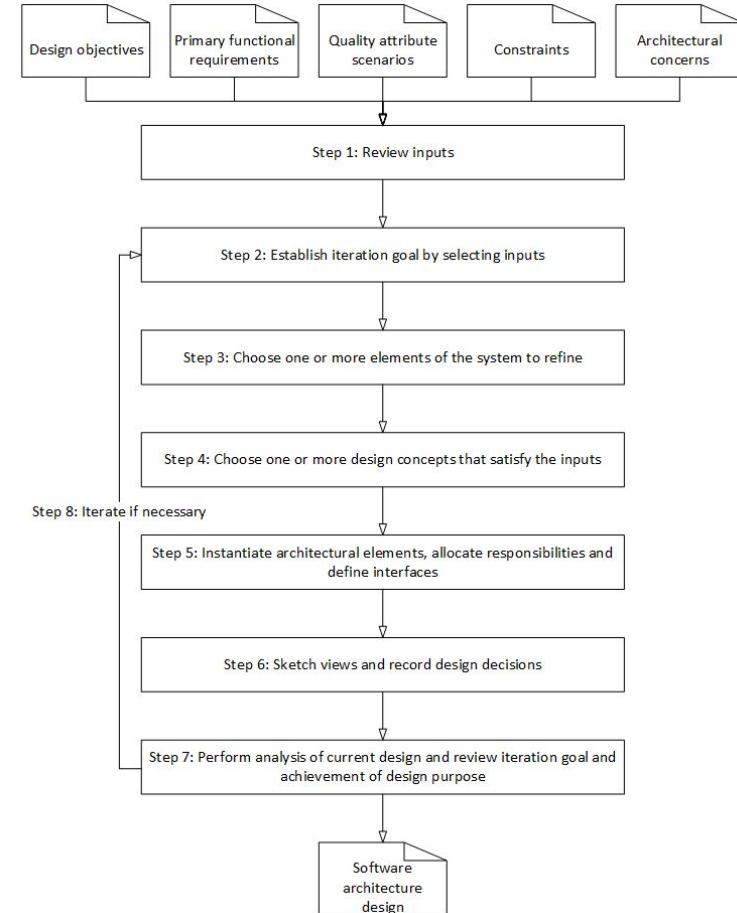 Design objectives
Primary functional
requirements
Quality attribute
scenarios
Constraints
Architectural
concerns
Step 1: Review inputs
Step 2: Establish iteration goal by selecting inputs
Step 3: Choose one or more elements of the system to refine
Step 4: Choose one or more design concepts that satisfy the inputs
Step 8: Iterate if necessary
Step 5: Instantiate architectural elements, allocate responsibilities and
define interfaces
Step 6: Sketch views and record design decisions
Step 7: Perform analysis of current design and review iteration goal and
achievement of design purpose
Software
architecture
design